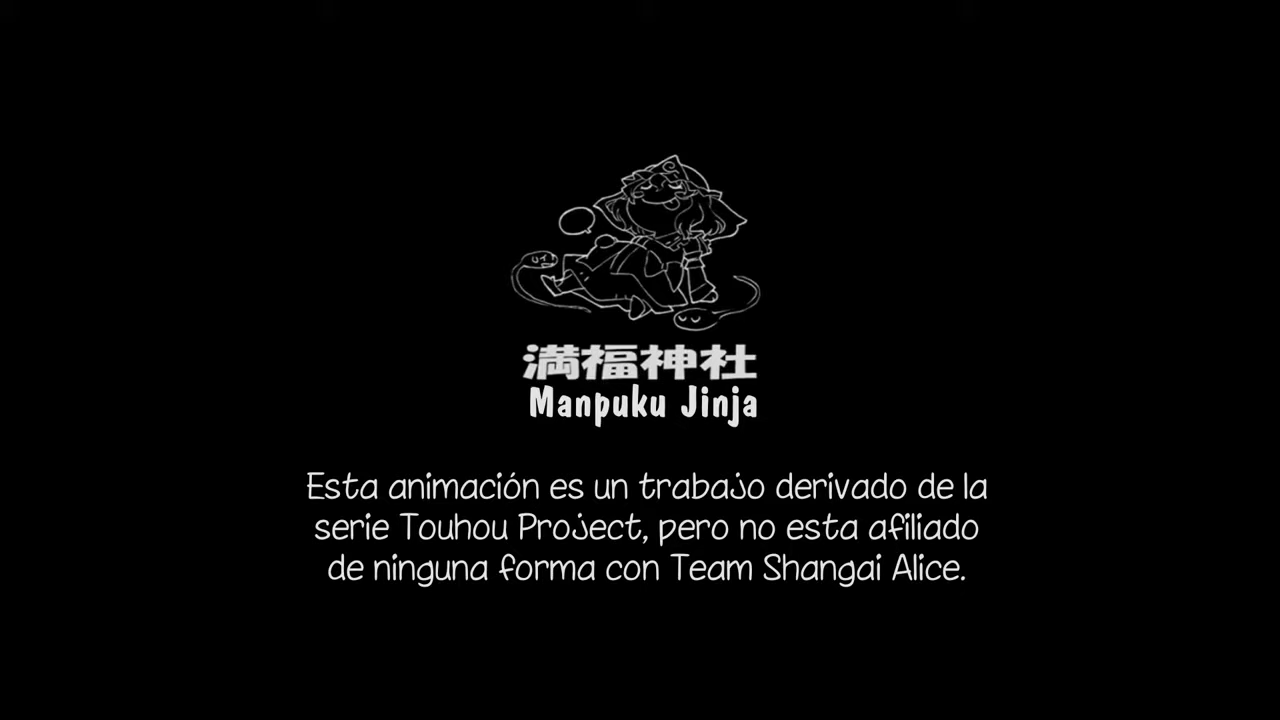 満福神社
Manpuku Jinja
Esta animación es un trabajo derivado de la
serie Touhou Project, pero no esta afiliado
de ninguna forma con Team Shangai Alice.